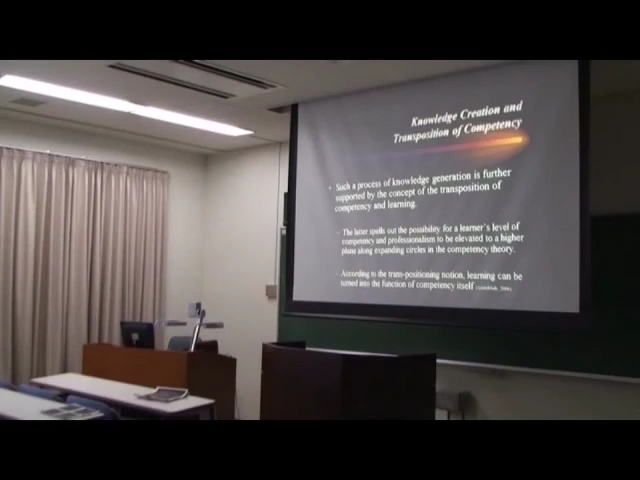 Knowledge Creation and
Transposition of Competency
• Such a process of knowledge generation is further
supported by the concept of the transposition of
competency and learning.
– The latter spells out the possibility for a learner's level of
competency and professionalism to be elevated to a higher
plane along expanding circles in the competency theory.
– According to the trans-positioning notion, learning can be
turned into the function of competency itself